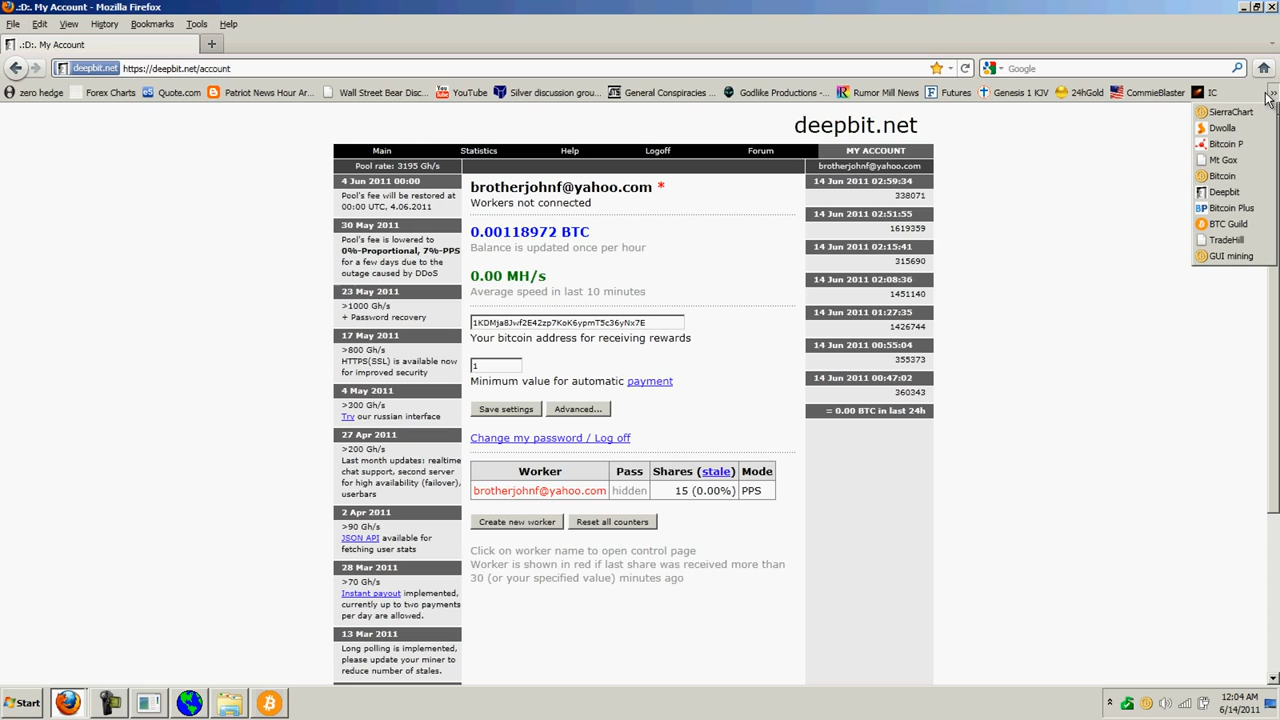 .:D:. My Account - Mozilla Firefox
File Edit View History Bookmarks Tools Help
.:D:. My Account
deepbit.net https://deepbit.net/account Google
zero hedge Forex Charts Quote.com Patriot News Hour Ar... Wall Street Bear Disc... YouTube Silver discussion grou... General Conspiracies ... Godlike Productions -... Rumor Mill News Futures Genesis 1 KJV 24hGold CommieBlaster IC
SierraChart
Dwolla
Bitcoin P
Mt Gox
Bitcoin
Deepbit
Bitcoin Plus
BTC Guild
TradeHill
GUI mining
deepbit.net
Main Statistics Help Logoff Forum MY ACCOUNT
Pool rate: 3195 Gh/s
brotherjohnf@yahoo.com
4 Jun 2011 00:00
Pool's fee will be restored at
00:00 UTC, 4.06.2011
30 May 2011
Pool's fee is lowered to
0%-Proportional, 7%-PPS
for a few days due to the
outage caused by DDoS
23 May 2011
>1000 Gh/s
+ Password recovery
17 May 2011
>800 Gh/s
HTTPS(SSL) is available now
for improved security
4 May 2011
>300 Gh/s
Try our russian interface
27 Apr 2011
>200 Gh/s
Last month updates: realtime
chat support, second server
for high availability (failover),
userbars
2 Apr 2011
>90 Gh/s
JSON API available for
fetching user stats
28 Mar 2011
>70 Gh/s
Instant payout implemented,
currently up to two payments
per day are allowed.
13 Mar 2011
Long polling is implemented,
please update your miner to
reduce number of stales.
brotherjohnf@yahoo.com *
Workers not connected
0.00118972 BTC
Balance is updated once per hour
0.00 MH/s
Average speed in last 10 minutes
1KDMja8Jwf2E42zp7KoK6ypmT5c36yNx7E
Your bitcoin address for receiving rewards
1
Minimum value for automatic payment
Save settings Advanced...
Change my password / Log off
Worker Pass Shares (stale) Mode
brotherjohnf@yahoo.com hidden 15 (0.00%) PPS
Create new worker Reset all counters
Click on worker name to open control page
Worker is shown in red if last share was received more than
30 (or your specified value) minutes ago
14 Jun 2011 02:59:34
338071
14 Jun 2011 02:51:55
1619359
14 Jun 2011 02:15:41
315690
14 Jun 2011 02:08:36
1451140
14 Jun 2011 01:27:35
1426744
14 Jun 2011 00:55:04
355373
14 Jun 2011 00:47:02
360343
= 0.00 BTC in last 24h
Start
12:04 AM
6/14/2011